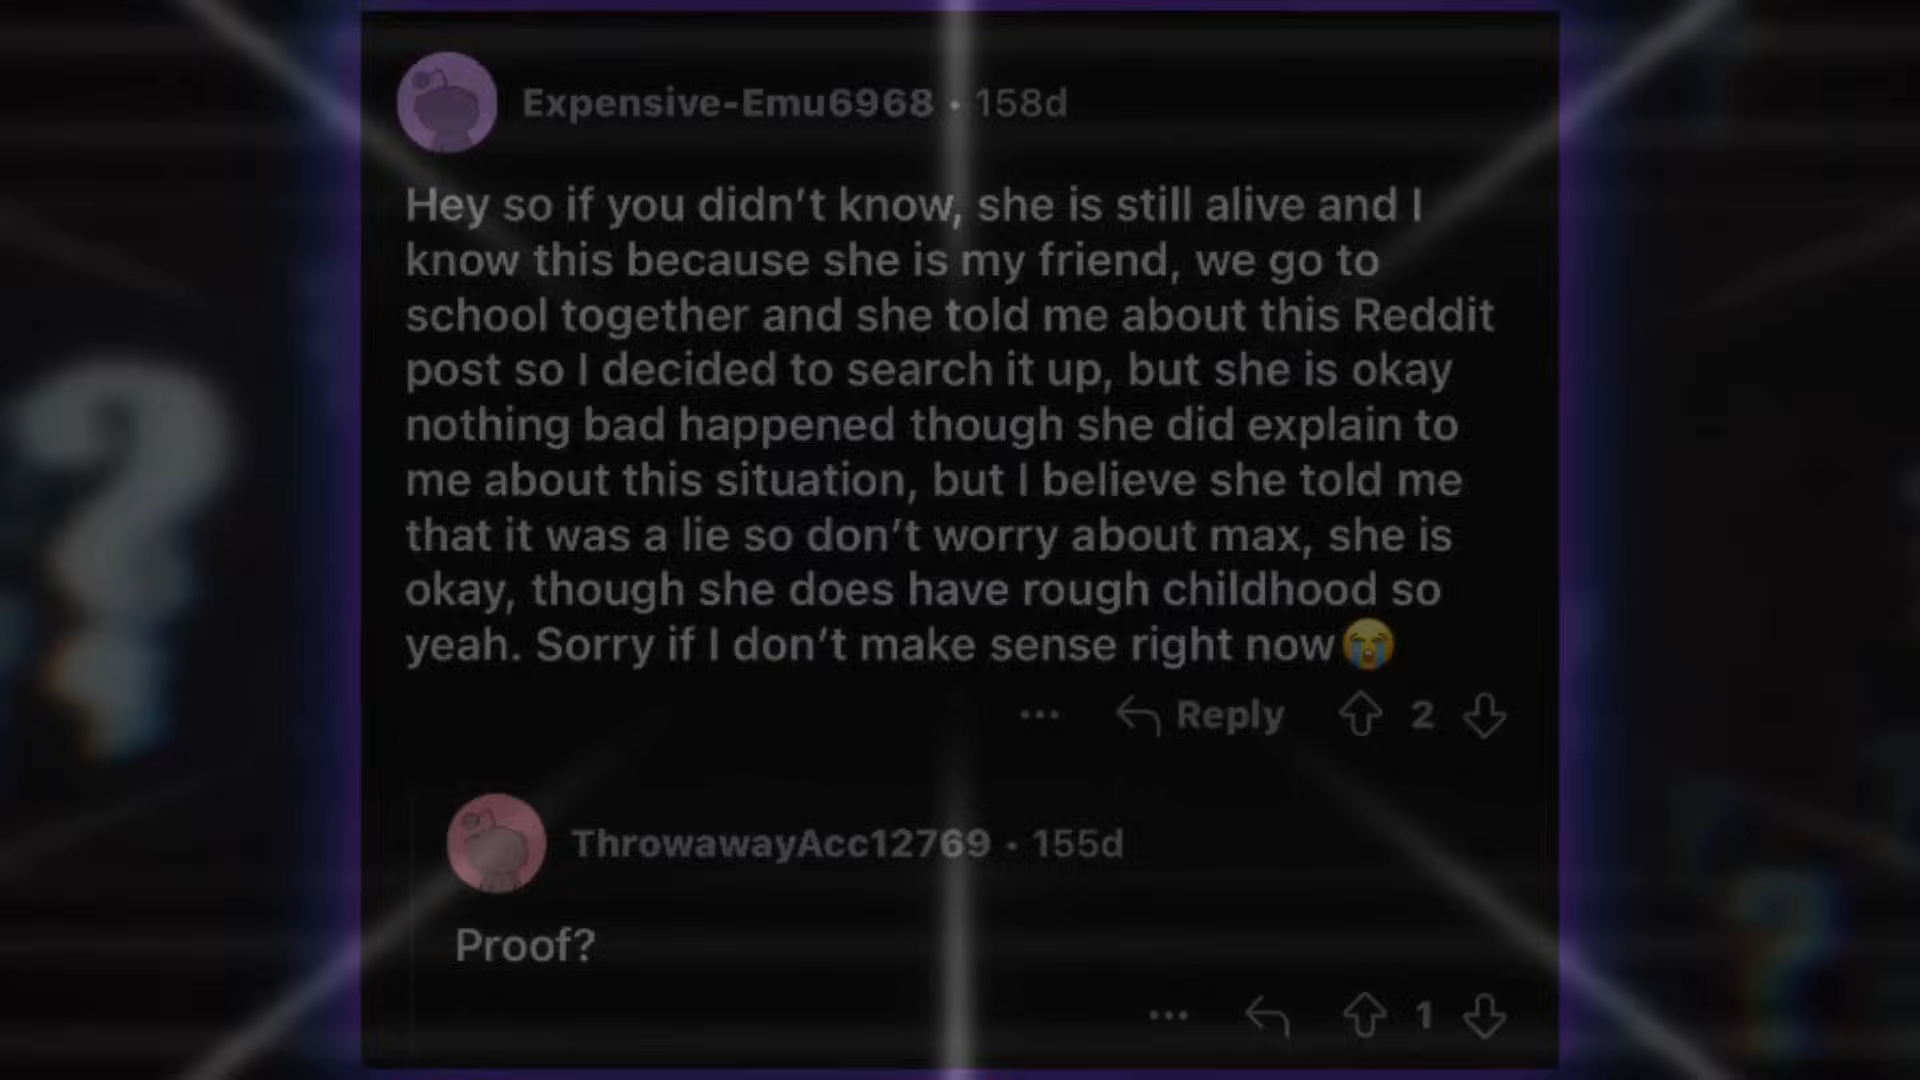 Expensive-Emu6968 • 158d
Hey so if you didn’t know, she is still alive and I
know this because she is my friend, we go to
school together and she told me about this Reddit
post so I decided to search it up, but she is okay
nothing bad happened though she did explain to
me about this situation, but I believe she told me
that it was a lie so don’t worry about max, she is
okay, though she does have rough childhood so
yeah. Sorry if I don’t make sense right now😭
... Reply 2
ThrowawayAcc12769 • 155d
Proof?
... 1
?
?